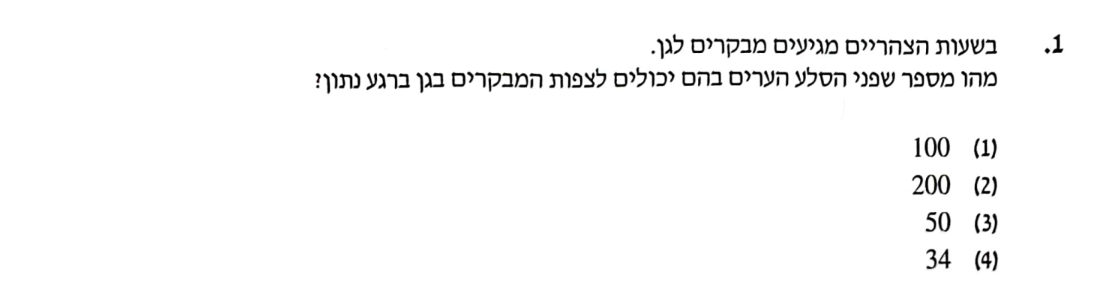 1. בשעות הצהריים מגיעים מבקרים לגן.
מהו מספר שפני הסלע הערים בהם יכולים לצפות המבקרים בגן ברגע נתון?
(1) 100
(2) 200
(3) 50
(4) 34